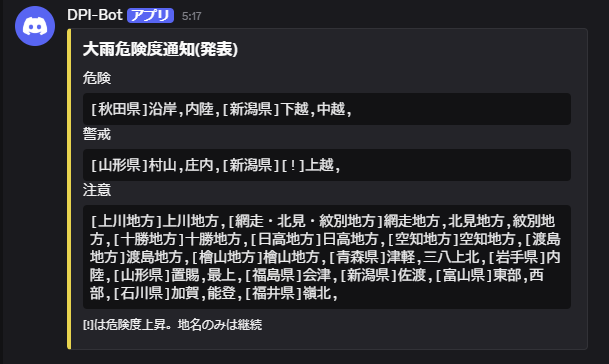 DPI-Bot アプリ 5:17
大雨危険度通知(発表)
危険
[秋田県]沿岸,内陸,[新潟県]下越,中越,
警戒
[山形県]村山,庄内,[新潟県][!]上越,
注意
[上川地方]上川地方,[網走・北見・紋別地方]網走地方,北見地方,紋別地
方,[十勝地方]十勝地方,[日高地方]日高地方,[空知地方]空知地方,[渡島
地方]渡島地方,[檜山地方]檜山地方,[青森県]津軽,三八上北,[岩手県]内
陸,[山形県]置賜,最上,[福島県]会津,[新潟県]佐渡,[富山県]東部,西
部,[石川県]加賀,能登,[福井県]嶺北,
[!]は危険度上昇。地名のみは継続